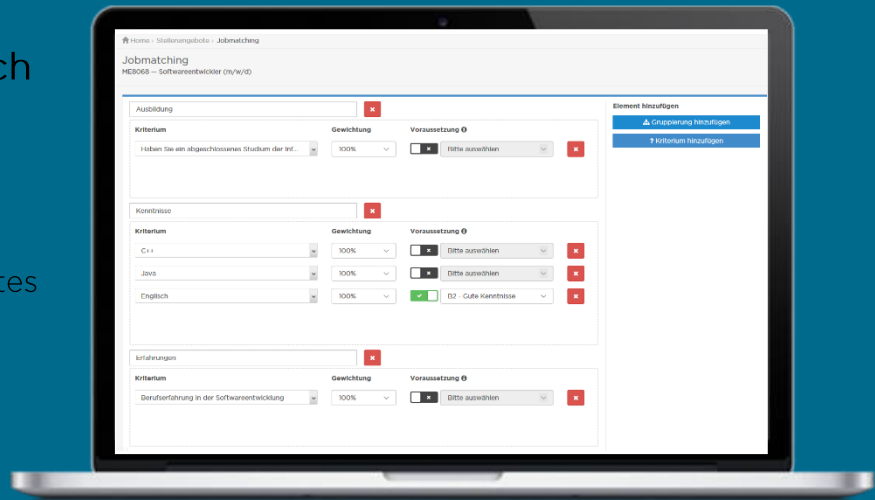 ch
tes
Home › Stellenangebote › Jobmatching
Jobmatching
ME8068 — Softwareentwickler (m/w/d)
Ausbildung
Kriterium Gewichtung Voraussetzung
Haben Sie ein abgeschlossenes Studium der Int... 100% Bitte auswählen
Kenntnisse
Kriterium Gewichtung Voraussetzung
C++ 100% Bitte auswählen
Java 100% Bitte auswählen
Englisch 100% B2 - Gute Kenntnisse
Erfahrungen
Kriterium Gewichtung Voraussetzung
Berufserfahrung in der Softwareentwicklung 100% Bitte auswählen
Element hinzufügen
Gruppierung hinzufügen
? Kriterium hinzufügen